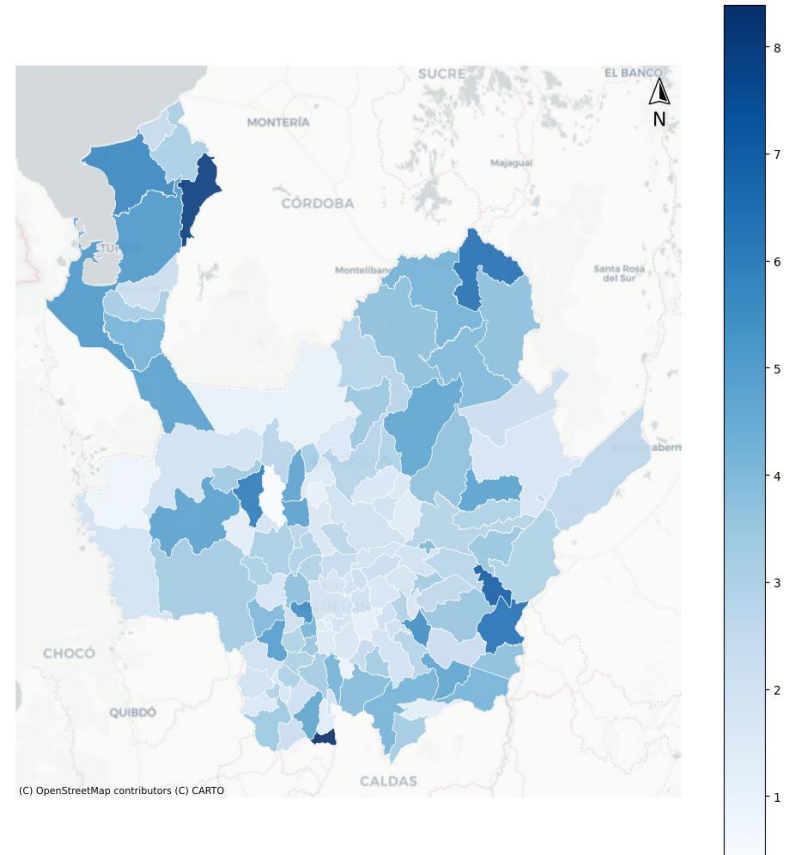 SUCRE
EL BANCO
N
MONTERÍA
Majagual
CÓRDOBA
TURBO
Montelíbano
Santa Rosa
del Sur
CHOCÓ
QUIBDÓ
CALDAS
(C) OpenStreetMap contributors (C) CARTO
8
7
6
5
4
3
2
1